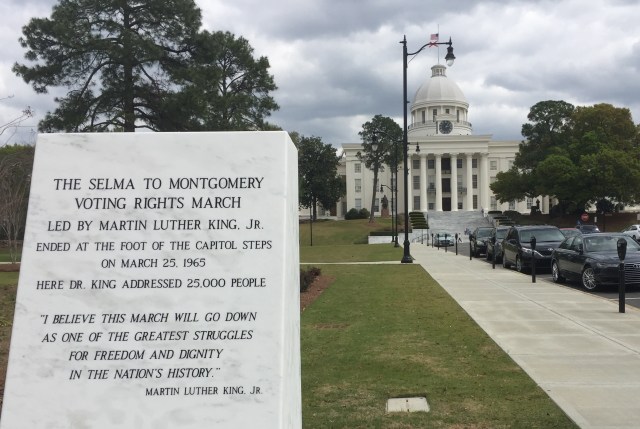 THE SELMA TO MONTGOMERY
VOTING RIGHTS MARCH
LED BY MARTIN LUTHER KING, JR.
ENDED AT THE FOOT OF THE CAPITOL STEPS
ON MARCH 25, 1965
HERE DR. KING ADDRESSED 25,000 PEOPLE
"I BELIEVE THIS MARCH WILL GO DOWN
AS ONE OF THE GREATEST STRUGGLES
FOR FREEDOM AND DIGNITY
IN THE NATION'S HISTORY."
MARTIN LUTHER KING, JR.